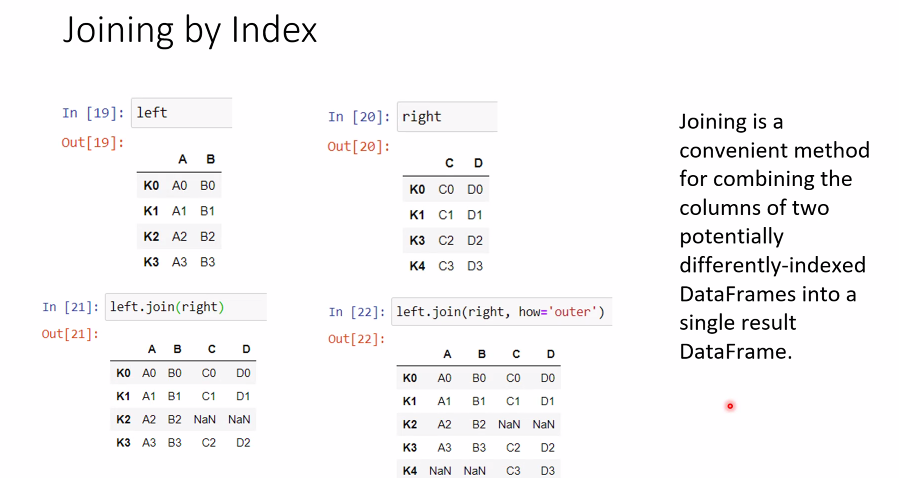 Joining by Index
In [19]: left
Out[19]:
A B
K0 A0 B0
K1 A1 B1
K2 A2 B2
K3 A3 B3
In [20]: right
Out[20]:
C D
K0 C0 D0
K1 C1 D1
K3 C2 D2
K4 C3 D3
In [21]: left.join(right)
Out[21]:
A B C D
K0 A0 B0 C0 D0
K1 A1 B1 C1 D1
K2 A2 B2 NaN NaN
K3 A3 B3 C2 D2
In [22]: left.join(right, how='outer')
Out[22]:
A B C D
K0 A0 B0 C0 D0
K1 A1 B1 C1 D1
K2 A2 B2 NaN NaN
K3 A3 B3 C2 D2
K4 NaN NaN C3 D3
Joining is a
convenient method
for combining the
columns of two
potentially
differently-indexed
DataFrames into a
single result
DataFrame.